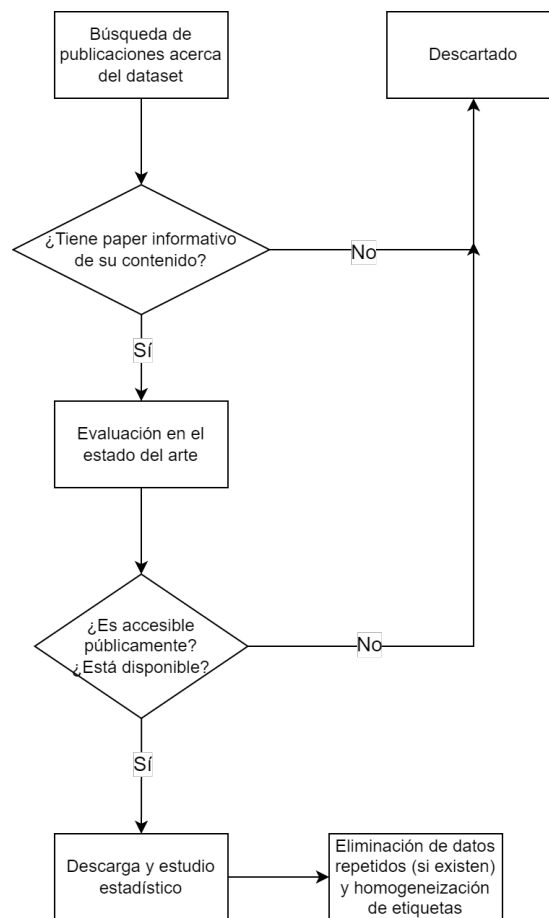 Búsqueda de
publicaciones acerca
del dataset
Descartado
¿Tiene paper informativo
de su contenido?
No
Sí
Evaluación en el
estado del arte
¿Es accesible
públicamente?
¿Está disponible?
No
Sí
Descarga y estudio
estadístico
Eliminación de datos
repetidos (si existen)
y homogeneización
de etiquetas